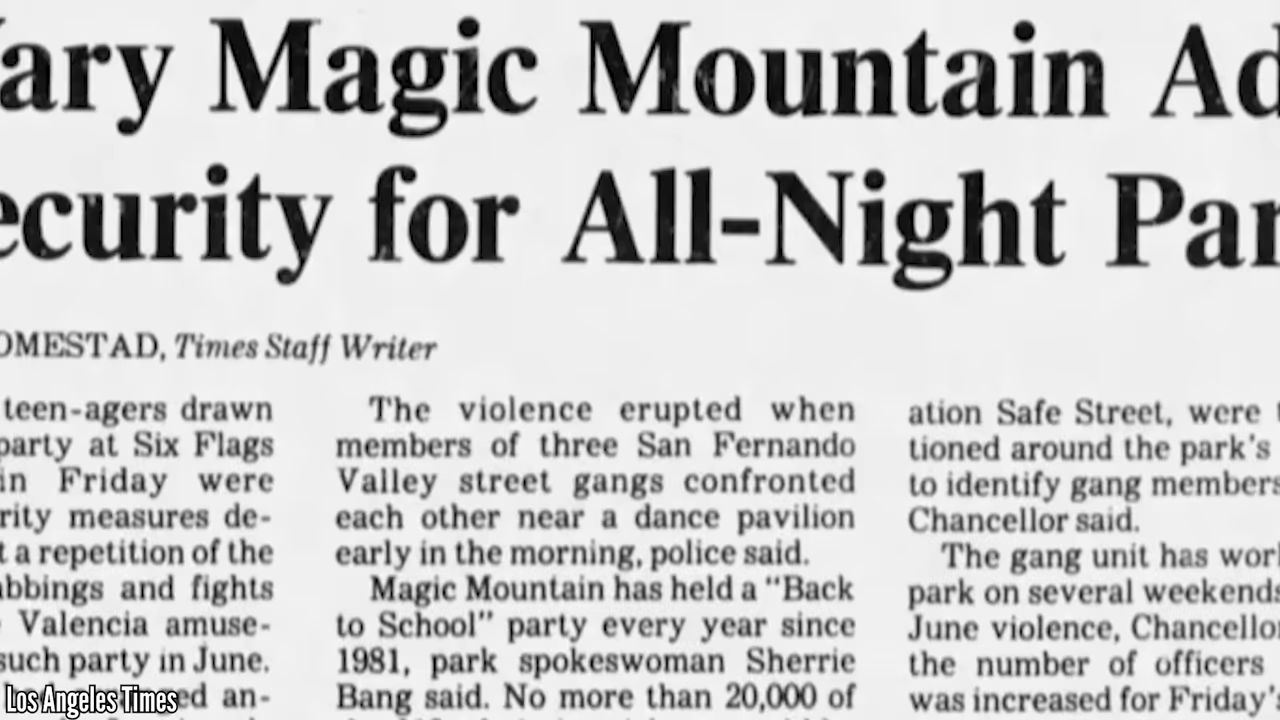 ary Magic Mountain Ad
ecurity for All-Night Par
OMESTAD, Times Staff Writer
teen-agers drawn
party at Six Flags
in Friday were
rity measures de-
t a repetition of the
abbings and fights
Valencia amuse-
such party in June.
ed an-
The violence erupted when
members of three San Fernando
Valley street gangs confronted
each other near a dance pavilion
early in the morning, police said.
Magic Mountain has held a "Back
to School" party every year since
1981, park spokeswoman Sherrie
Bang said. No more than 20,000 of
ation Safe Street, were
tioned around the park's
to identify gang members
Chancellor said.
The gang unit has worl
park on several weekends
June violence, Chancellor
the number of officers
was increased for Friday's
Los Angeles Times